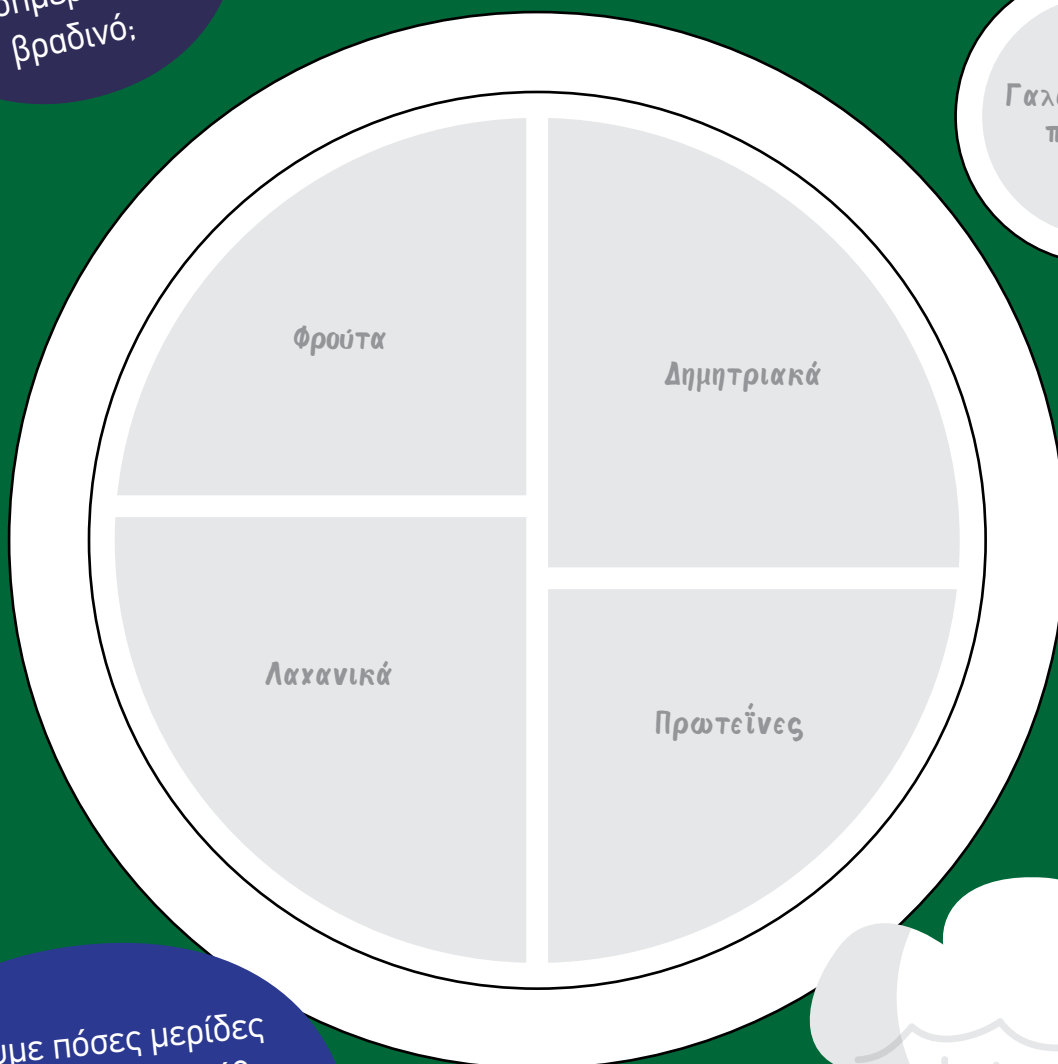 βραδινό;
Φρούτα
Δημητριακά
Λαχανικά
Πρωτεΐνες
πόσες μερίδες